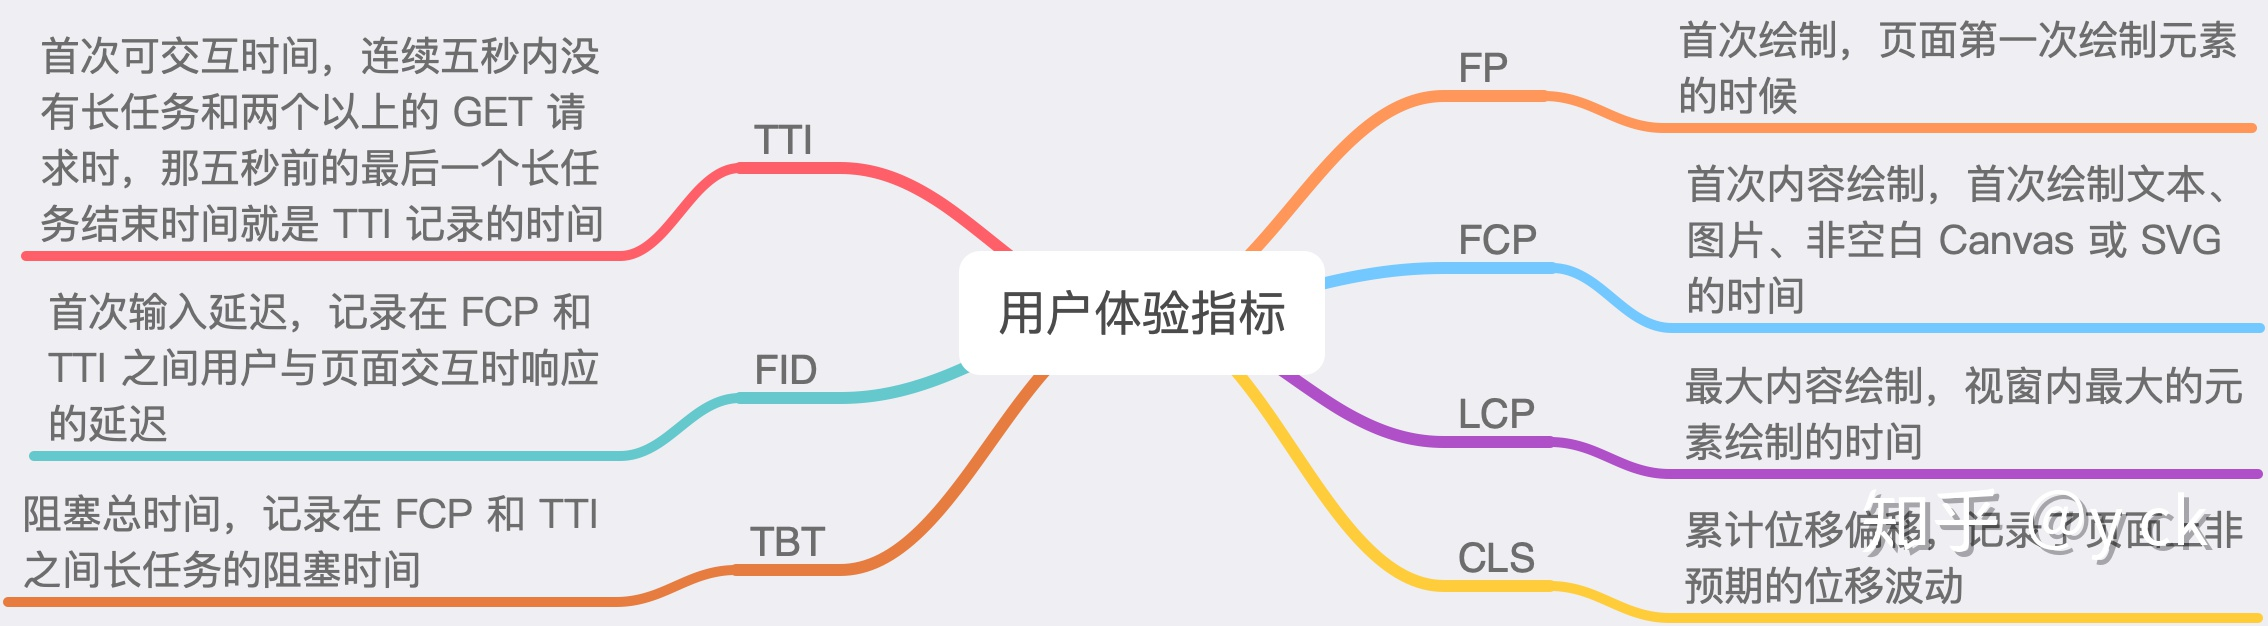 用户体验指标
FP
首次绘制，页面第一次绘制元素
的时候
FCP
首次内容绘制，首次绘制文本、
图片、非空白 Canvas 或 SVG
的时间
LCP
最大内容绘制，视窗内最大的元
素绘制的时间
CLS
累计位移偏移，记录了页面上非
预期的位移波动
TTI
首次可交互时间，连续五秒内没
有长任务和两个以上的 GET 请
求时，那五秒前的最后一个长任
务结束时间就是 TTI 记录的时间
FID
首次输入延迟，记录在 FCP 和
TTI 之间用户与页面交互时响应
的延迟
TBT
阻塞总时间，记录在 FCP 和 TTI
之间长任务的阻塞时间
知乎 @yck